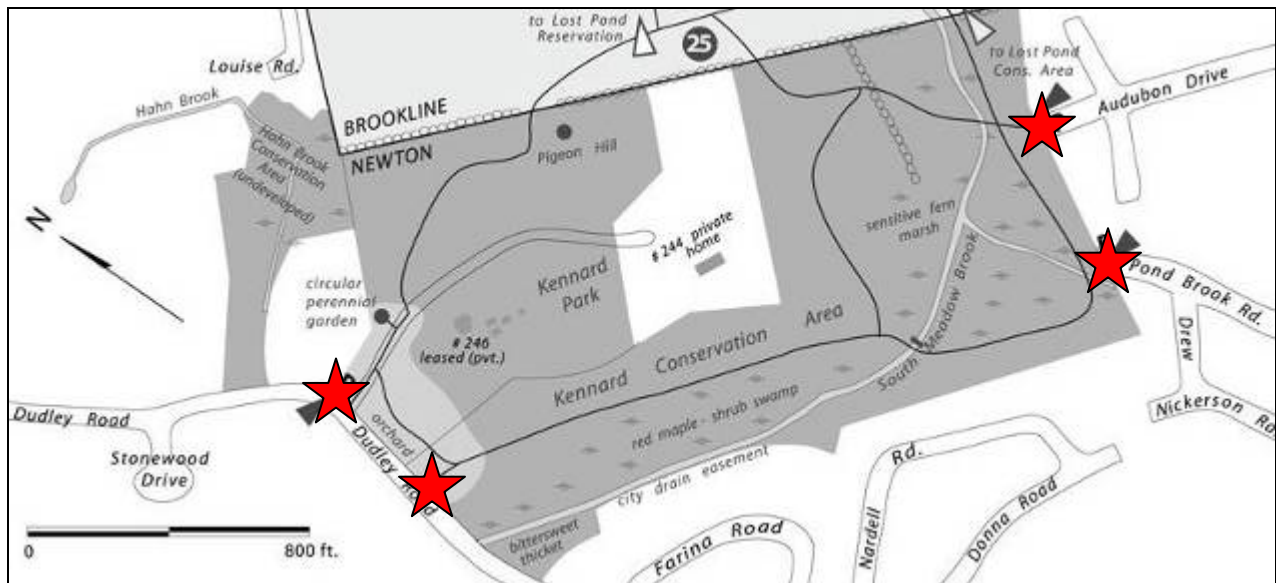 to Lost Pond
Reservation
25
to Lost Pond
Cons. Area
Louise Rd.
Audubon Drive
Hahn Brook
BROOKLINE
NEWTON
Hahn Brook
Conservation
Area
(undeveloped)
Pigeon Hill
N
sensitive fern
marsh
# 244 private
home
Pond Brook Rd.
circular
perennial
garden
Kennard
Park
# 246
leased (pvt.)
Kennard Conservation Area
South Meadow Brook
Drew
Dudley Road
orchard
Dudley Road
red maple - shrub swamp
Nickerson Rd
Stonewood
Drive
city drain easement
Nardell Rd.
Donna Road
bittersweet
thicket
Farina Road
0 800 ft.